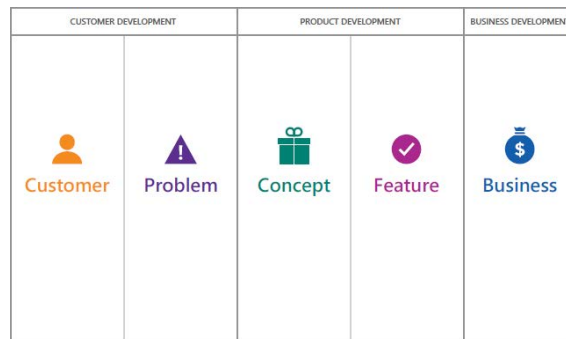 CUSTOMER DEVELOPMENT
PRODUCT DEVELOPMENT
BUSINESS DEVELOPMEN
Customer
Problem
Concept
Feature
$
Business